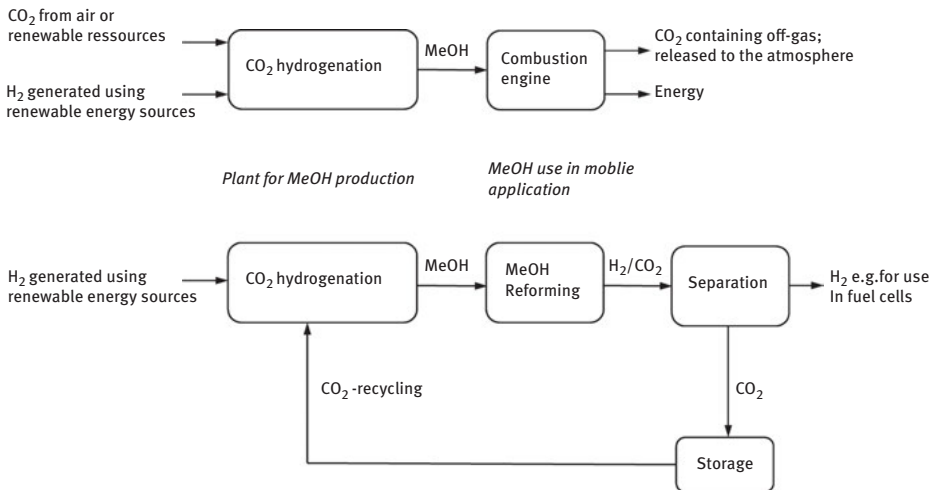 CO₂ from air or
renewable ressources
H₂ generated using
renewable energy sources
CO₂ hydrogenation
MeOH
Combustion
engine
CO₂ containing off-gas;
released to the atmosphere
Energy
Plant for MeOH production
MeOH use in moblie
application
H₂ generated using
renewable energy sources
CO₂ hydrogenation
MeOH
MeOH
Reforming
H₂/CO₂
Separation
H₂ e.g.for use
In fuel cells
CO₂-recycling
CO₂
Storage